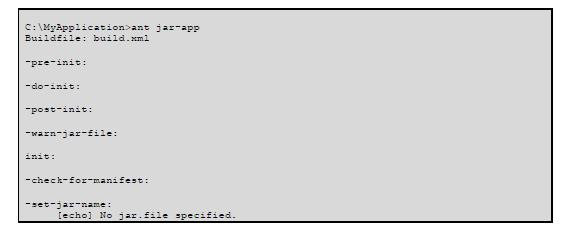 C:\MyApplication>ant jar-app
Buildfile: build.xml
-pre-init:
-do-init:
-post-init:
-warn-jar-file:
init:
-check-for-manifest:
-set-jar-name:
[echo] No jar.file specified.